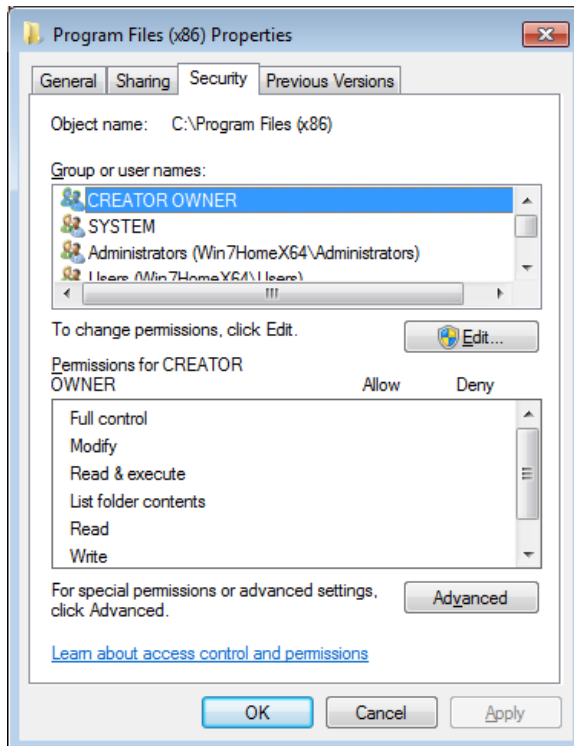 Program Files (x86) Properties
General Sharing Security Previous Versions
Object name: C:\Program Files (x86)
Group or user names:
CREATOR OWNER
SYSTEM
Administrators (Win7HomeX64\Administrators)
Users (Win7HomeX64\Users)
To change permissions, click Edit.
Edit...
Permissions for CREATOR
OWNER Allow Deny
Full control
Modify
Read & execute
List folder contents
Read
Write
For special permissions or advanced settings,
click Advanced.
Advanced
Learn about access control and permissions
OK Cancel Apply